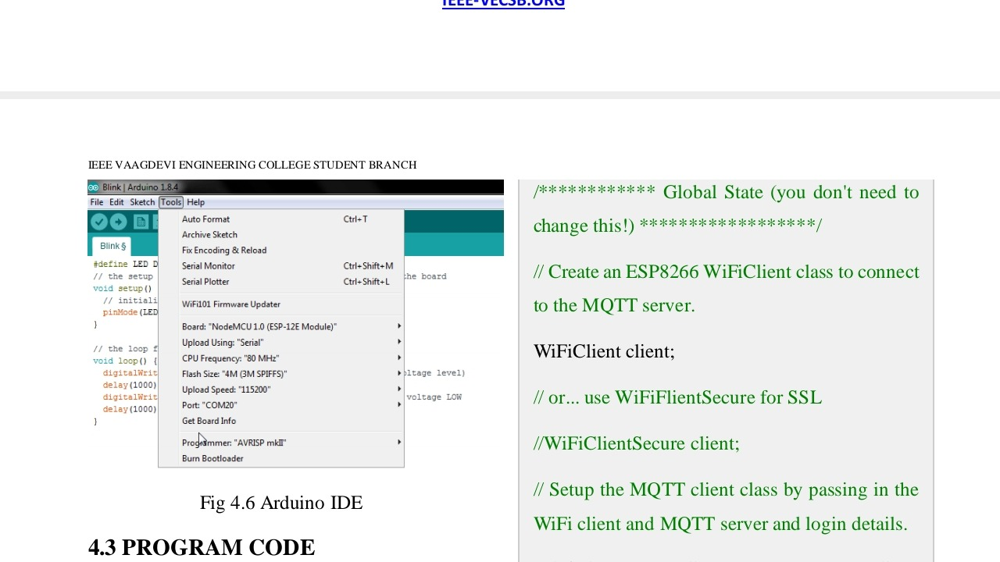 IEEE-VECSB.ORG
IEEE VAAGDEVI ENGINEERING COLLEGE STUDENT BRANCH
Blink | Arduino 1.8.4
File Edit Sketch Tools Help
Auto Format Ctrl+T
Archive Sketch
Fix Encoding & Reload
Serial Monitor Ctrl+Shift+M
Serial Plotter Ctrl+Shift+L
WiFi101 Firmware Updater
Board: "NodeMCU 1.0 (ESP-12E Module)"
Upload Using: "Serial"
CPU Frequency: "80 MHz"
Flash Size: "4M (3M SPIFFS)"
Upload Speed: "115200"
Port: "COM20"
Get Board Info
Programmer: "AVRISP mkII"
Burn Bootloader
Blink §
#define LED D
// the setup
the board
void setup()
// initiali
pinMode(LED
}
// the loop f
void loop() {
digitalWrit
oltage level)
delay(1000)
digitalWrit
voltage LOW
delay(1000)
}
Fig 4.6 Arduino IDE
4.3 PROGRAM CODE
/************ Global State (you don't need to
change this!) ******************/
// Create an ESP8266 WiFiClient class to connect
to the MQTT server.
WiFiClient client;
// or... use WiFiFlientSecure for SSL
//WiFiClientSecure client;
// Setup the MQTT client class by passing in the
WiFi client and MQTT server and login details.